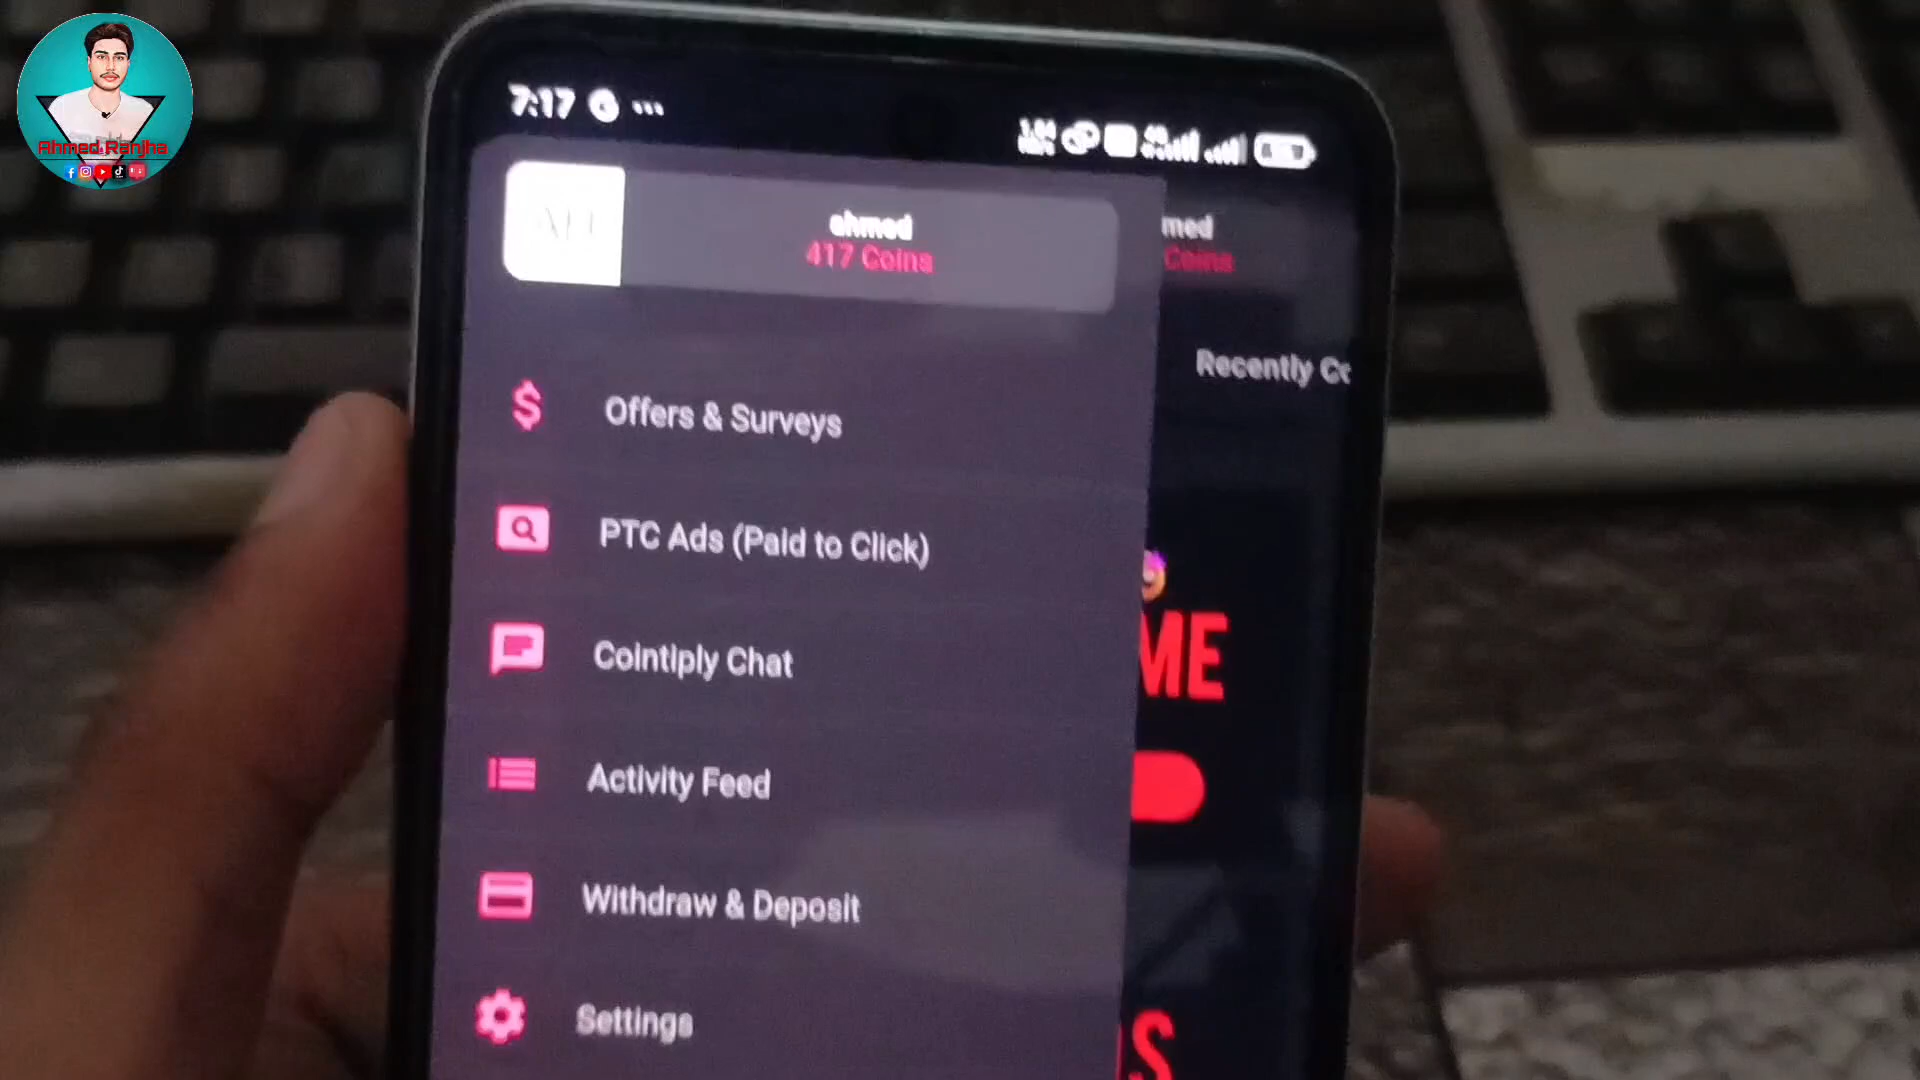 Ahmed Ranjha
7:17
ahmed
417 Coins
med
Coins
Recently Co
Offers & Surveys
PTC Ads (Paid to Click)
Cointiply Chat
ME
Activity Feed
Withdraw & Deposit
Settings
S